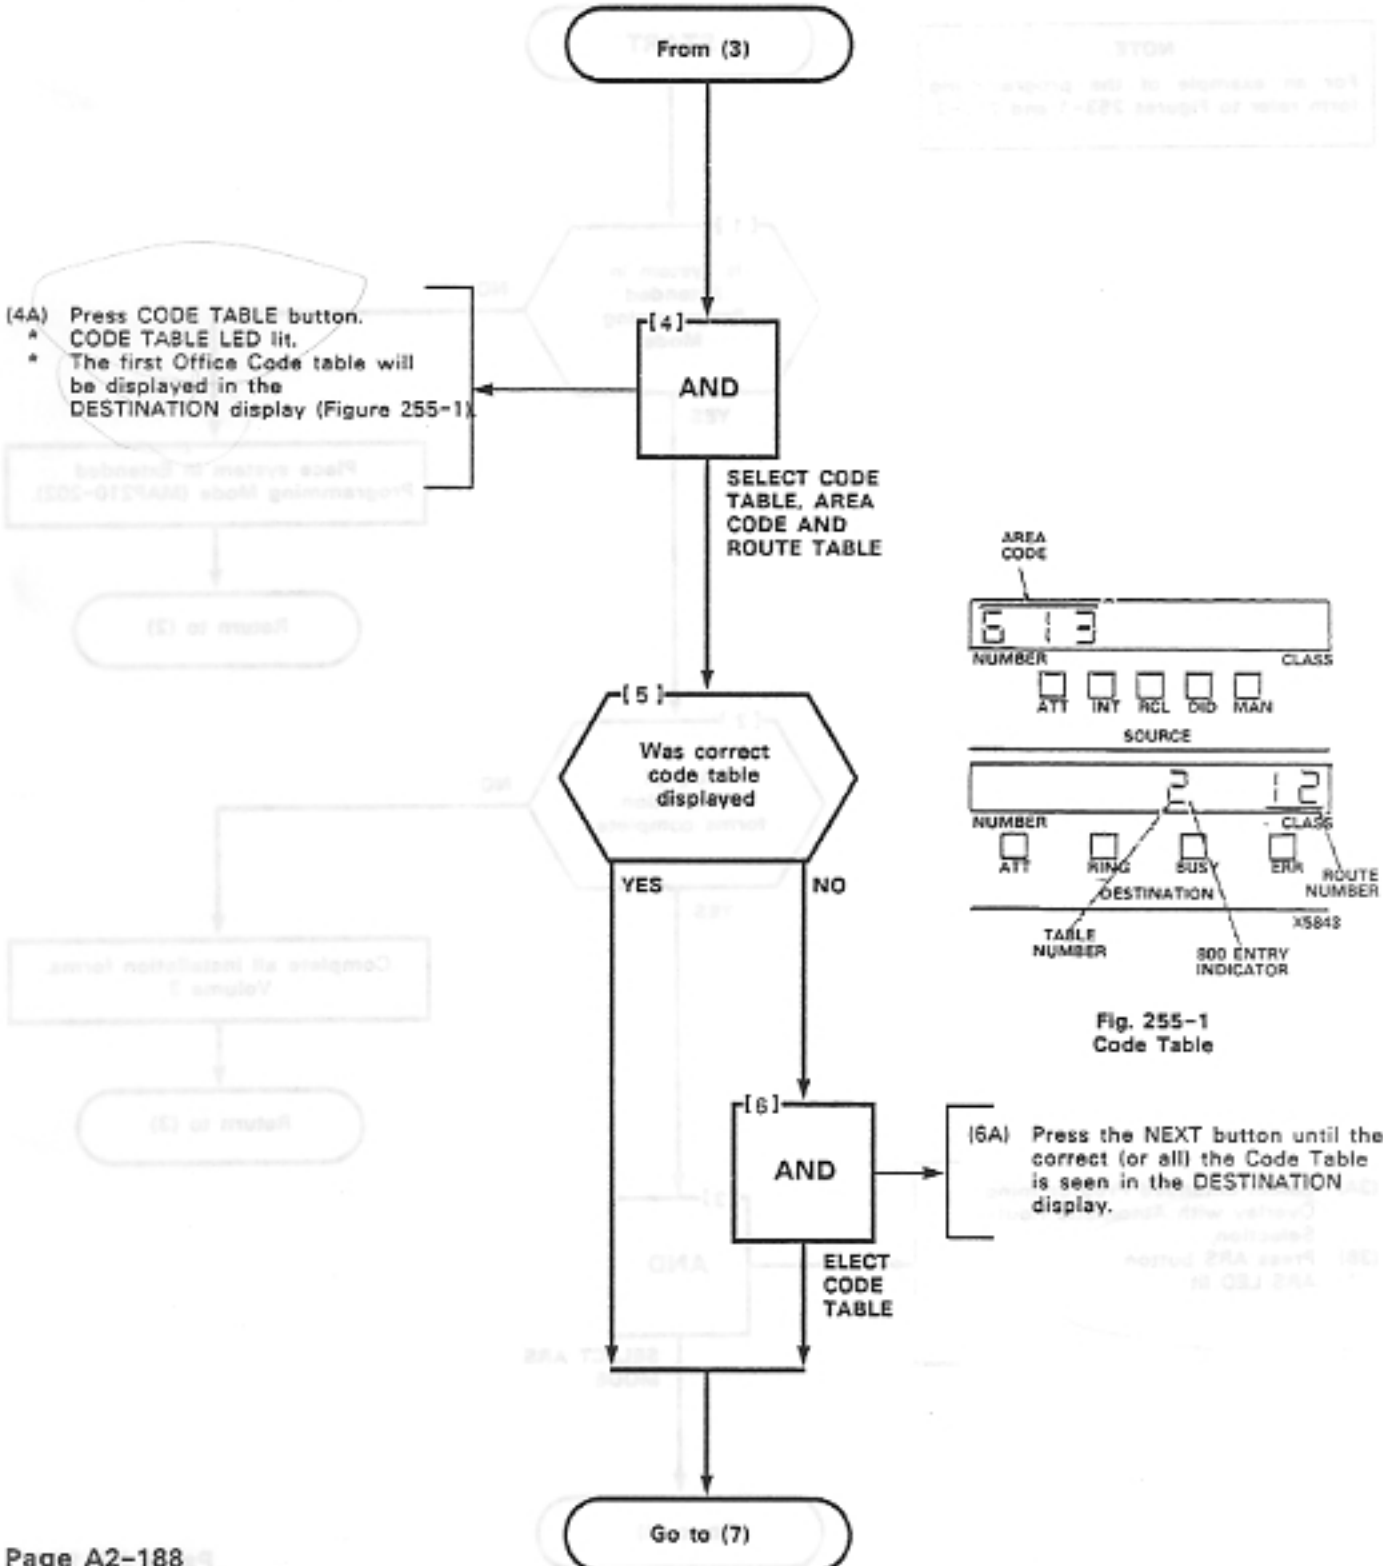 From (3)
(4A) Press CODE TABLE button.
* CODE TABLE LED lit.
* The first Office Code table will
be displayed in the
DESTINATION display (Figure 255-1).
[4]
AND
SELECT CODE
TABLE, AREA
CODE AND
ROUTE TABLE
AREA
CODE
6 1 3
NUMBER CLASS
ATT INT RCL DID MAN
SOURCE
2 1 2
NUMBER CLASS
ATT RING BUSY ERR
ROUTE
NUMBER
DESTINATION
X5843
TABLE
NUMBER
800 ENTRY
INDICATOR
Fig. 255-1
Code Table
[5]
Was correct
code table
displayed
YES NO
[6]
AND
(6A) Press the NEXT button until the
correct (or all) the Code Table
is seen in the DESTINATION
display.
ELECT
CODE
TABLE
Go to (7)
Page A2-188